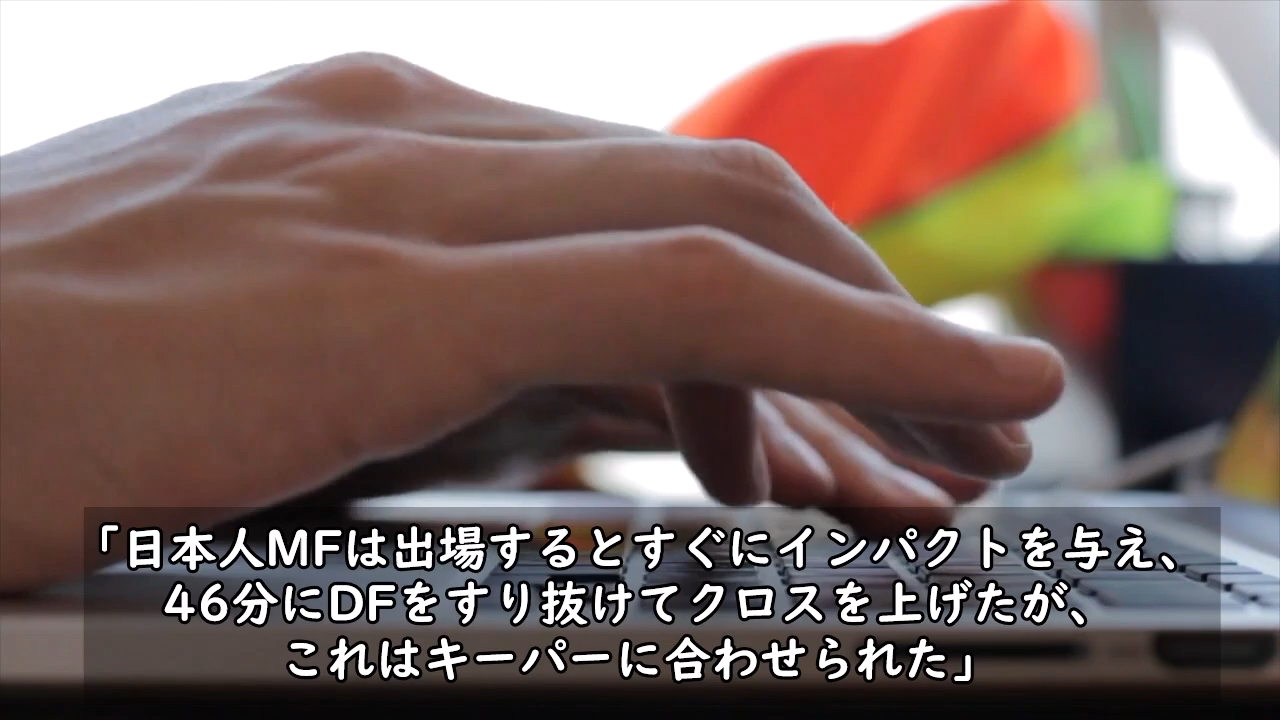 「日本人MFは出場するとすぐにインパクトを与え、
46分にDFをすり抜けてクロスを上げたが、
これはキーパーに合わせられた」